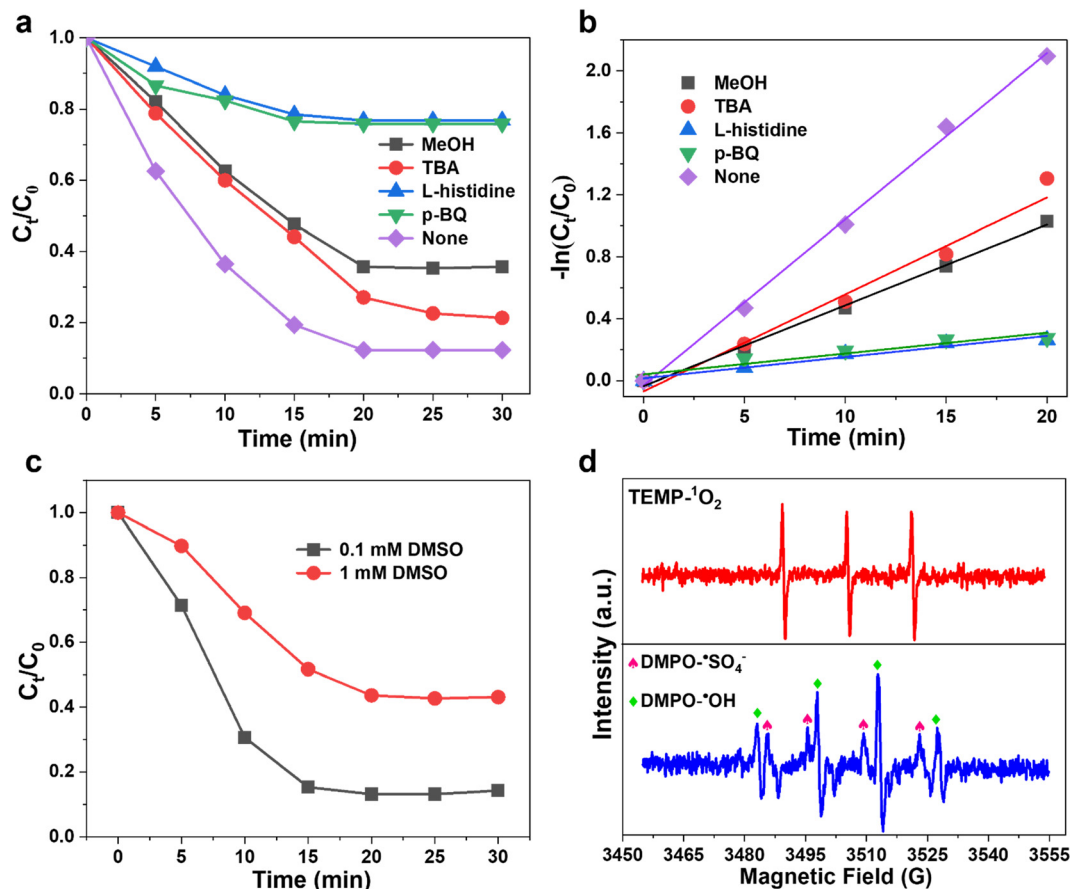 a
1.0
0.8
0.6
0.4
0.2
0.0
Cₜ/C₀
MeOH
TBA
L-histidine
p-BQ
None
0 5 10 15 20 25 30
Time (min)
b
2.0
1.6
1.2
0.8
0.4
0.0
-ln(Cₜ/C₀)
MeOH
TBA
L-histidine
p-BQ
None
0 5 10 15 20
Time (min)
c
1.0
0.8
0.6
0.4
0.2
0.0
Cₜ/C₀
0.1 mM DMSO
1 mM DMSO
0 5 10 15 20 25 30
Time (min)
d
Intensity (a.u.)
TEMP-¹O₂
DMPO-•SO₄⁻
DMPO-•OH
3450 3465 3480 3495 3510 3525 3540 3555
Magnetic Field (G)